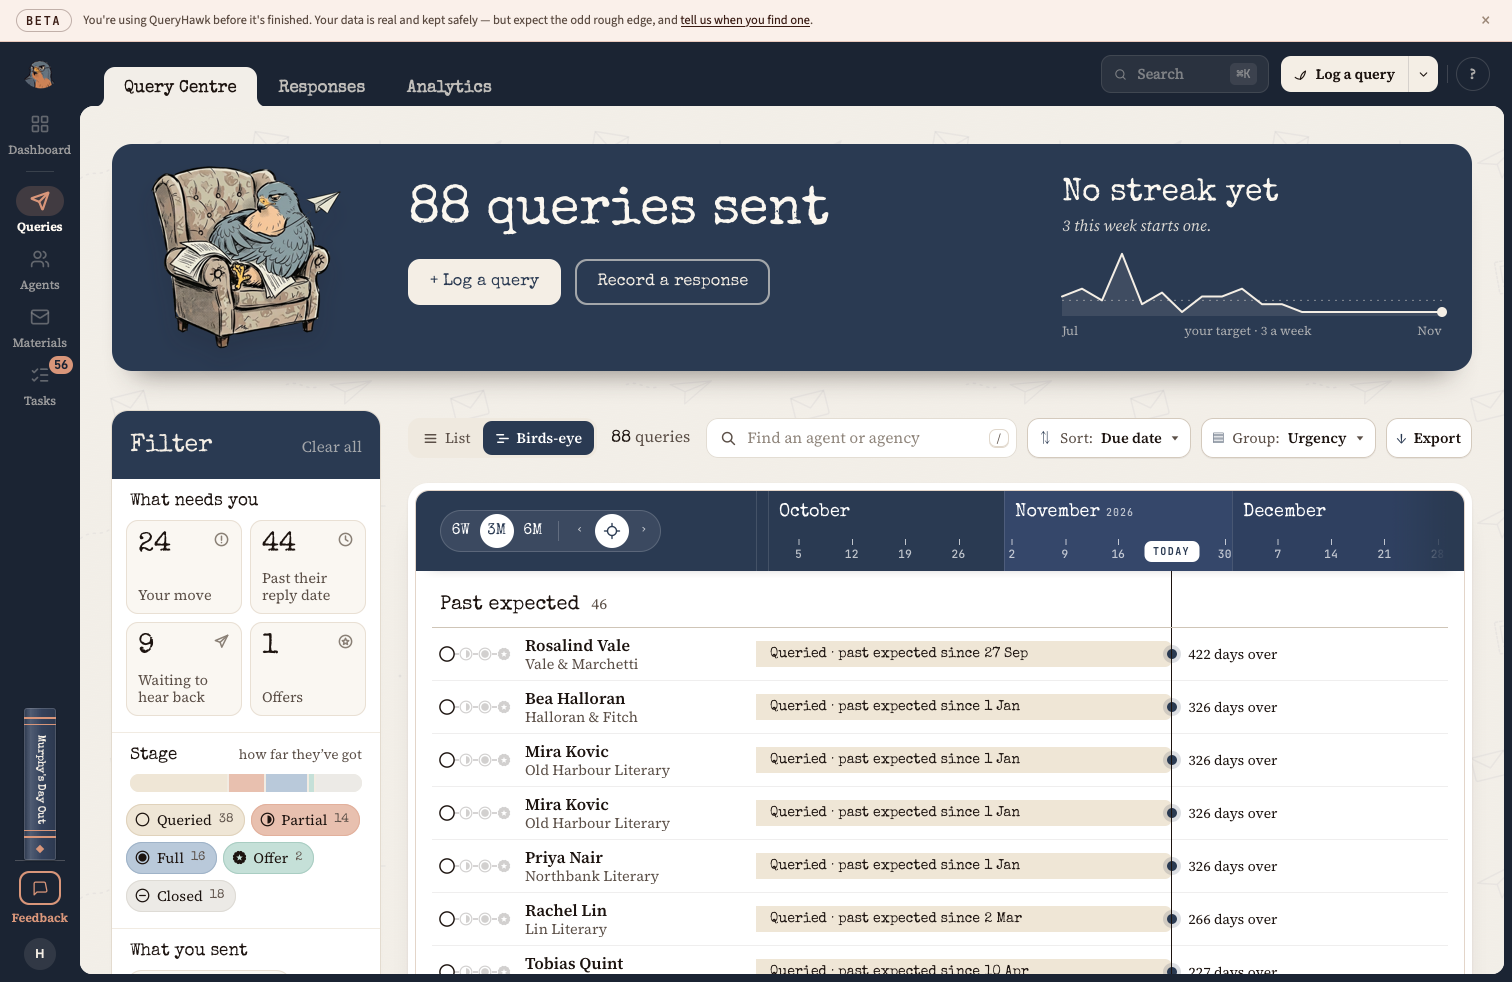 BETA You're using QueryHawk before it's finished. Your data is real and kept safely — but expect the odd rough edge, and tell us when you find one. ×
Query Centre Responses Analytics
Search ⌘K
Log a query
?
Dashboard
Queries
Agents
Materials
56
Tasks
Murphy's Day Out
Feedback
H
88 queries sent
+ Log a query Record a response
No streak yet
3 this week starts one.
Jul your target · 3 a week Nov
Filter Clear all
What needs you
24
Your move
44
Past their
reply date
9
Waiting to
hear back
1
Offers
Stage how far they've got
Queried 38 Partial 14
Full 16 Offer 2
Closed 18
What you sent
List Birds-eye 88 queries Find an agent or agency / Sort: Due date Group: Urgency Export
6W 3M 6M ‹ ›
October November 2026 December
5 12 19 26 2 9 16 TODAY 30 7 14 21 28
Past expected 46
Rosalind Vale
Vale & Marchetti
Queried · past expected since 27 Sep 422 days over
Bea Halloran
Halloran & Fitch
Queried · past expected since 1 Jan 326 days over
Mira Kovic
Old Harbour Literary
Queried · past expected since 1 Jan 326 days over
Mira Kovic
Old Harbour Literary
Queried · past expected since 1 Jan 326 days over
Priya Nair
Northbank Literary
Queried · past expected since 1 Jan 326 days over
Rachel Lin
Lin Literary
Queried · past expected since 2 Mar 266 days over
Tobias Quint
Queried · past expected since 10 Apr 227 days over